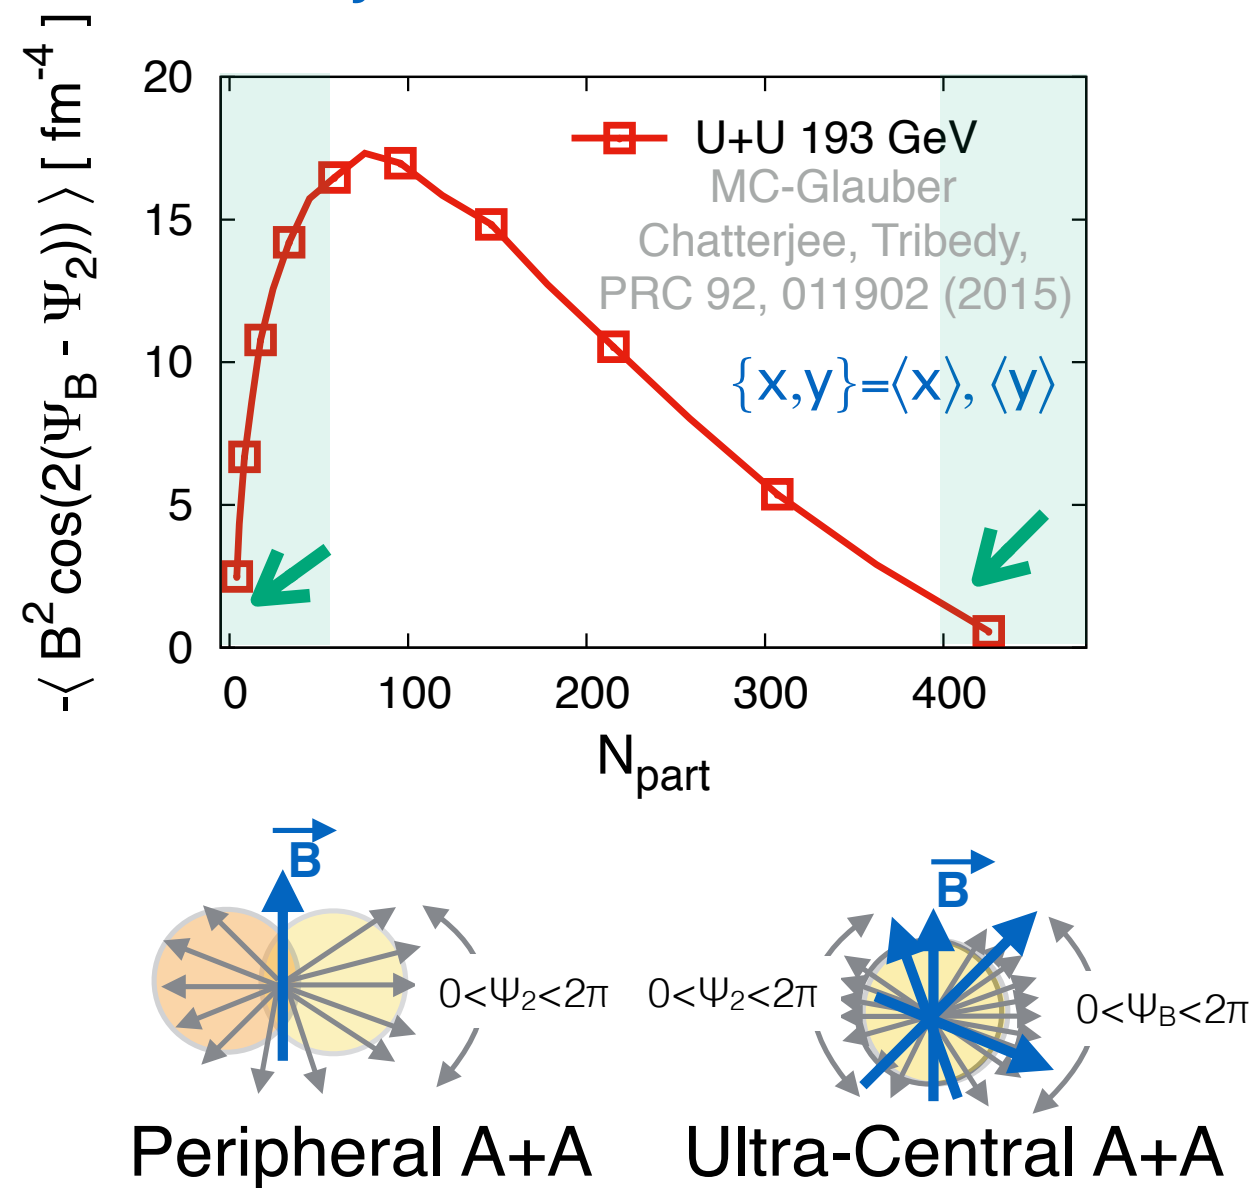 -⟨ B² cos(2(Ψ_B - Ψ_2)) ⟩ [ fm⁻⁴ ]
20
15
10
5
0
U+U 193 GeV
MC-Glauber
Chatterjee, Tribedy,
PRC 92, 011902 (2015)
{x,y}=⟨x⟩, ⟨y⟩
0 100 200 300 400
N_part
B
B
0<Ψ₂<2π
0<Ψ₂<2π
0<Ψ_B<2π
Peripheral A+A
Ultra-Central A+A